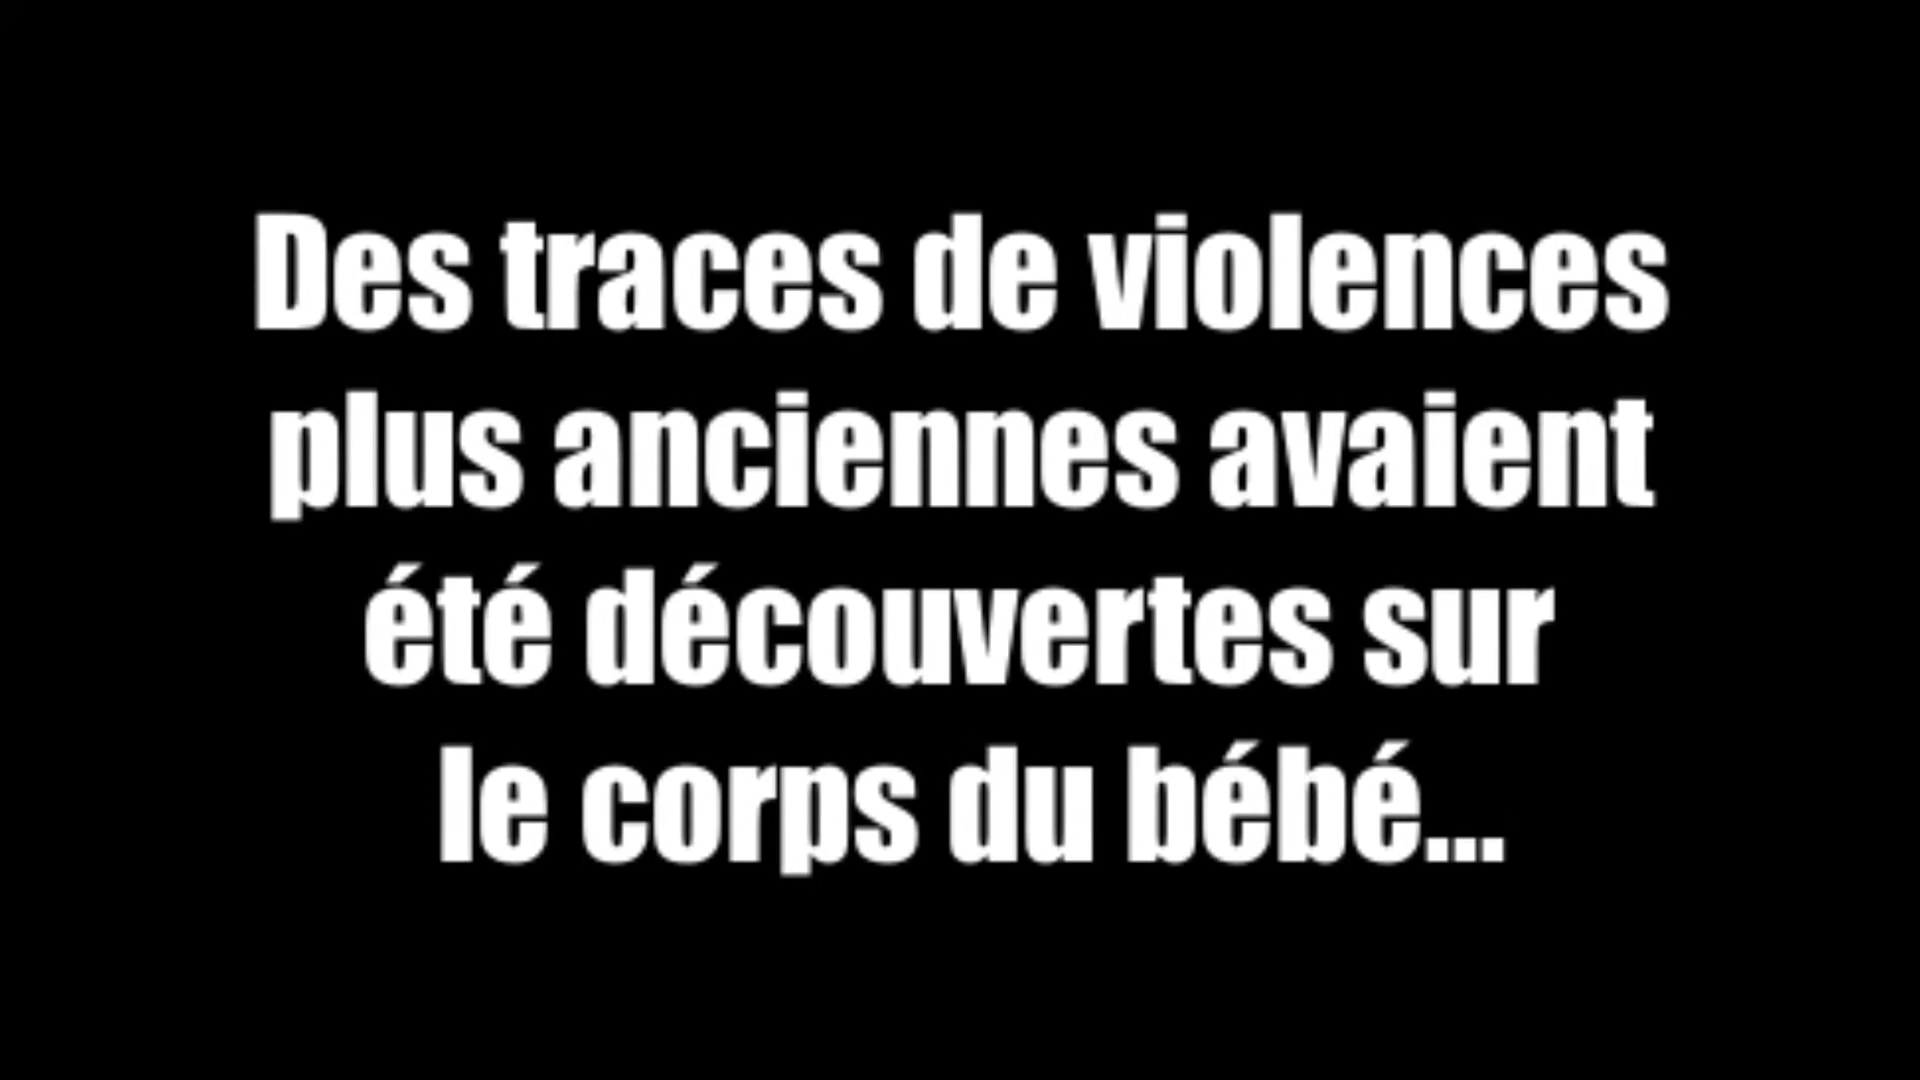 Des traces de violences
plus anciennes avaient
été découvertes sur
le corps du bébé...